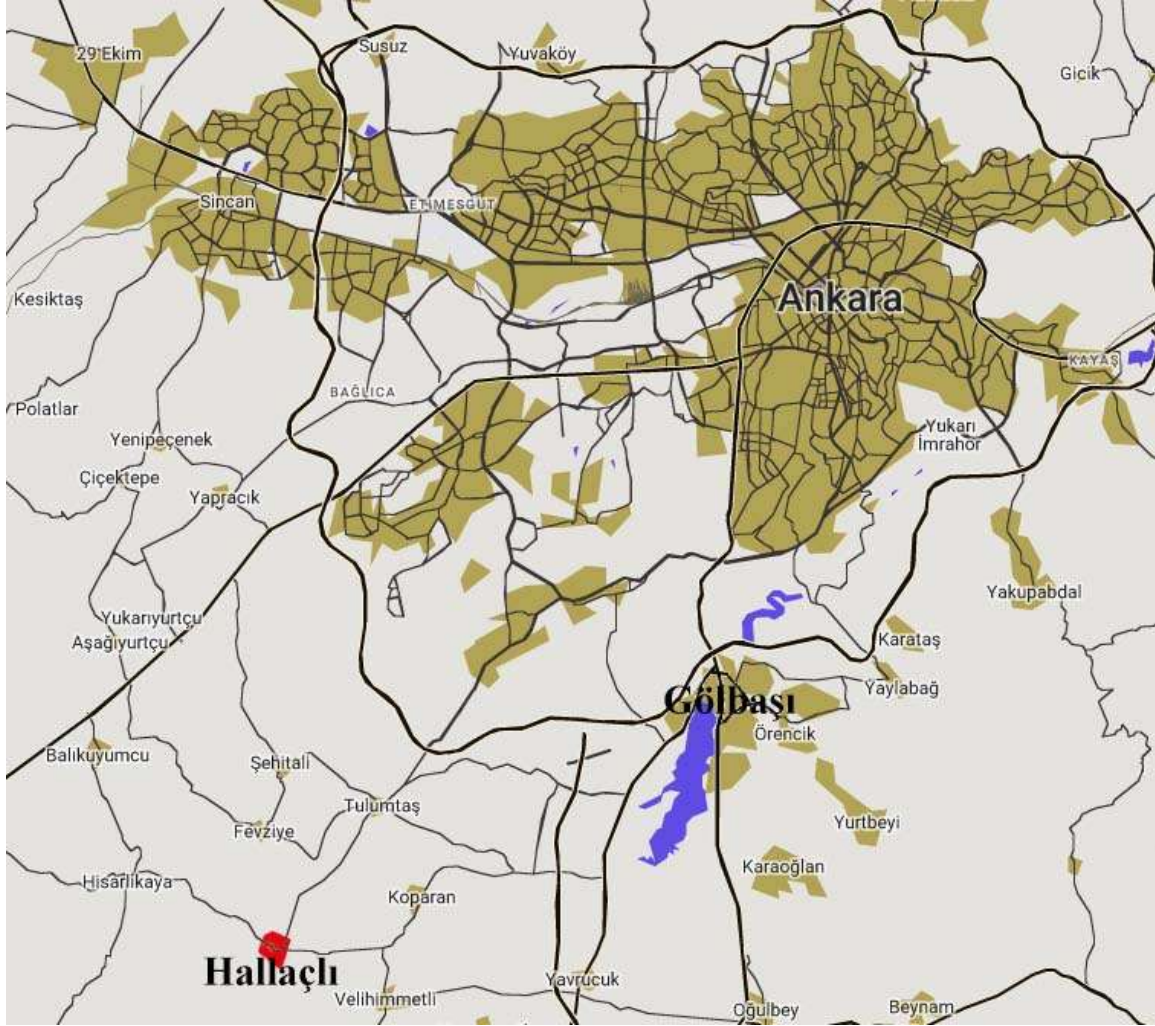 Susuz
29 Ekim
Yuvaköy
Gicik
Sincan
ETİMESGUT
Kesiktaş
Ankara
KAYAŞ
BAĞLICA
Polatlar
Yenipeçenek
Yukarı
İmrahor
Çiçektepe
Yapracık
Yakupabdal
Yukarıyurtçu
Aşağıyurtçu
Karataş
Yaylabağ
Gölbaşı
Örencik
Balıkuyumcu
Şehitali
Tulumtaş
Yurtbeyi
Fevziye
Karaoğlan
Hisarlıkaya
Koparan
Hallaçlı
Yavrucuk
Velihimmetli
Oğulbey
Beynam